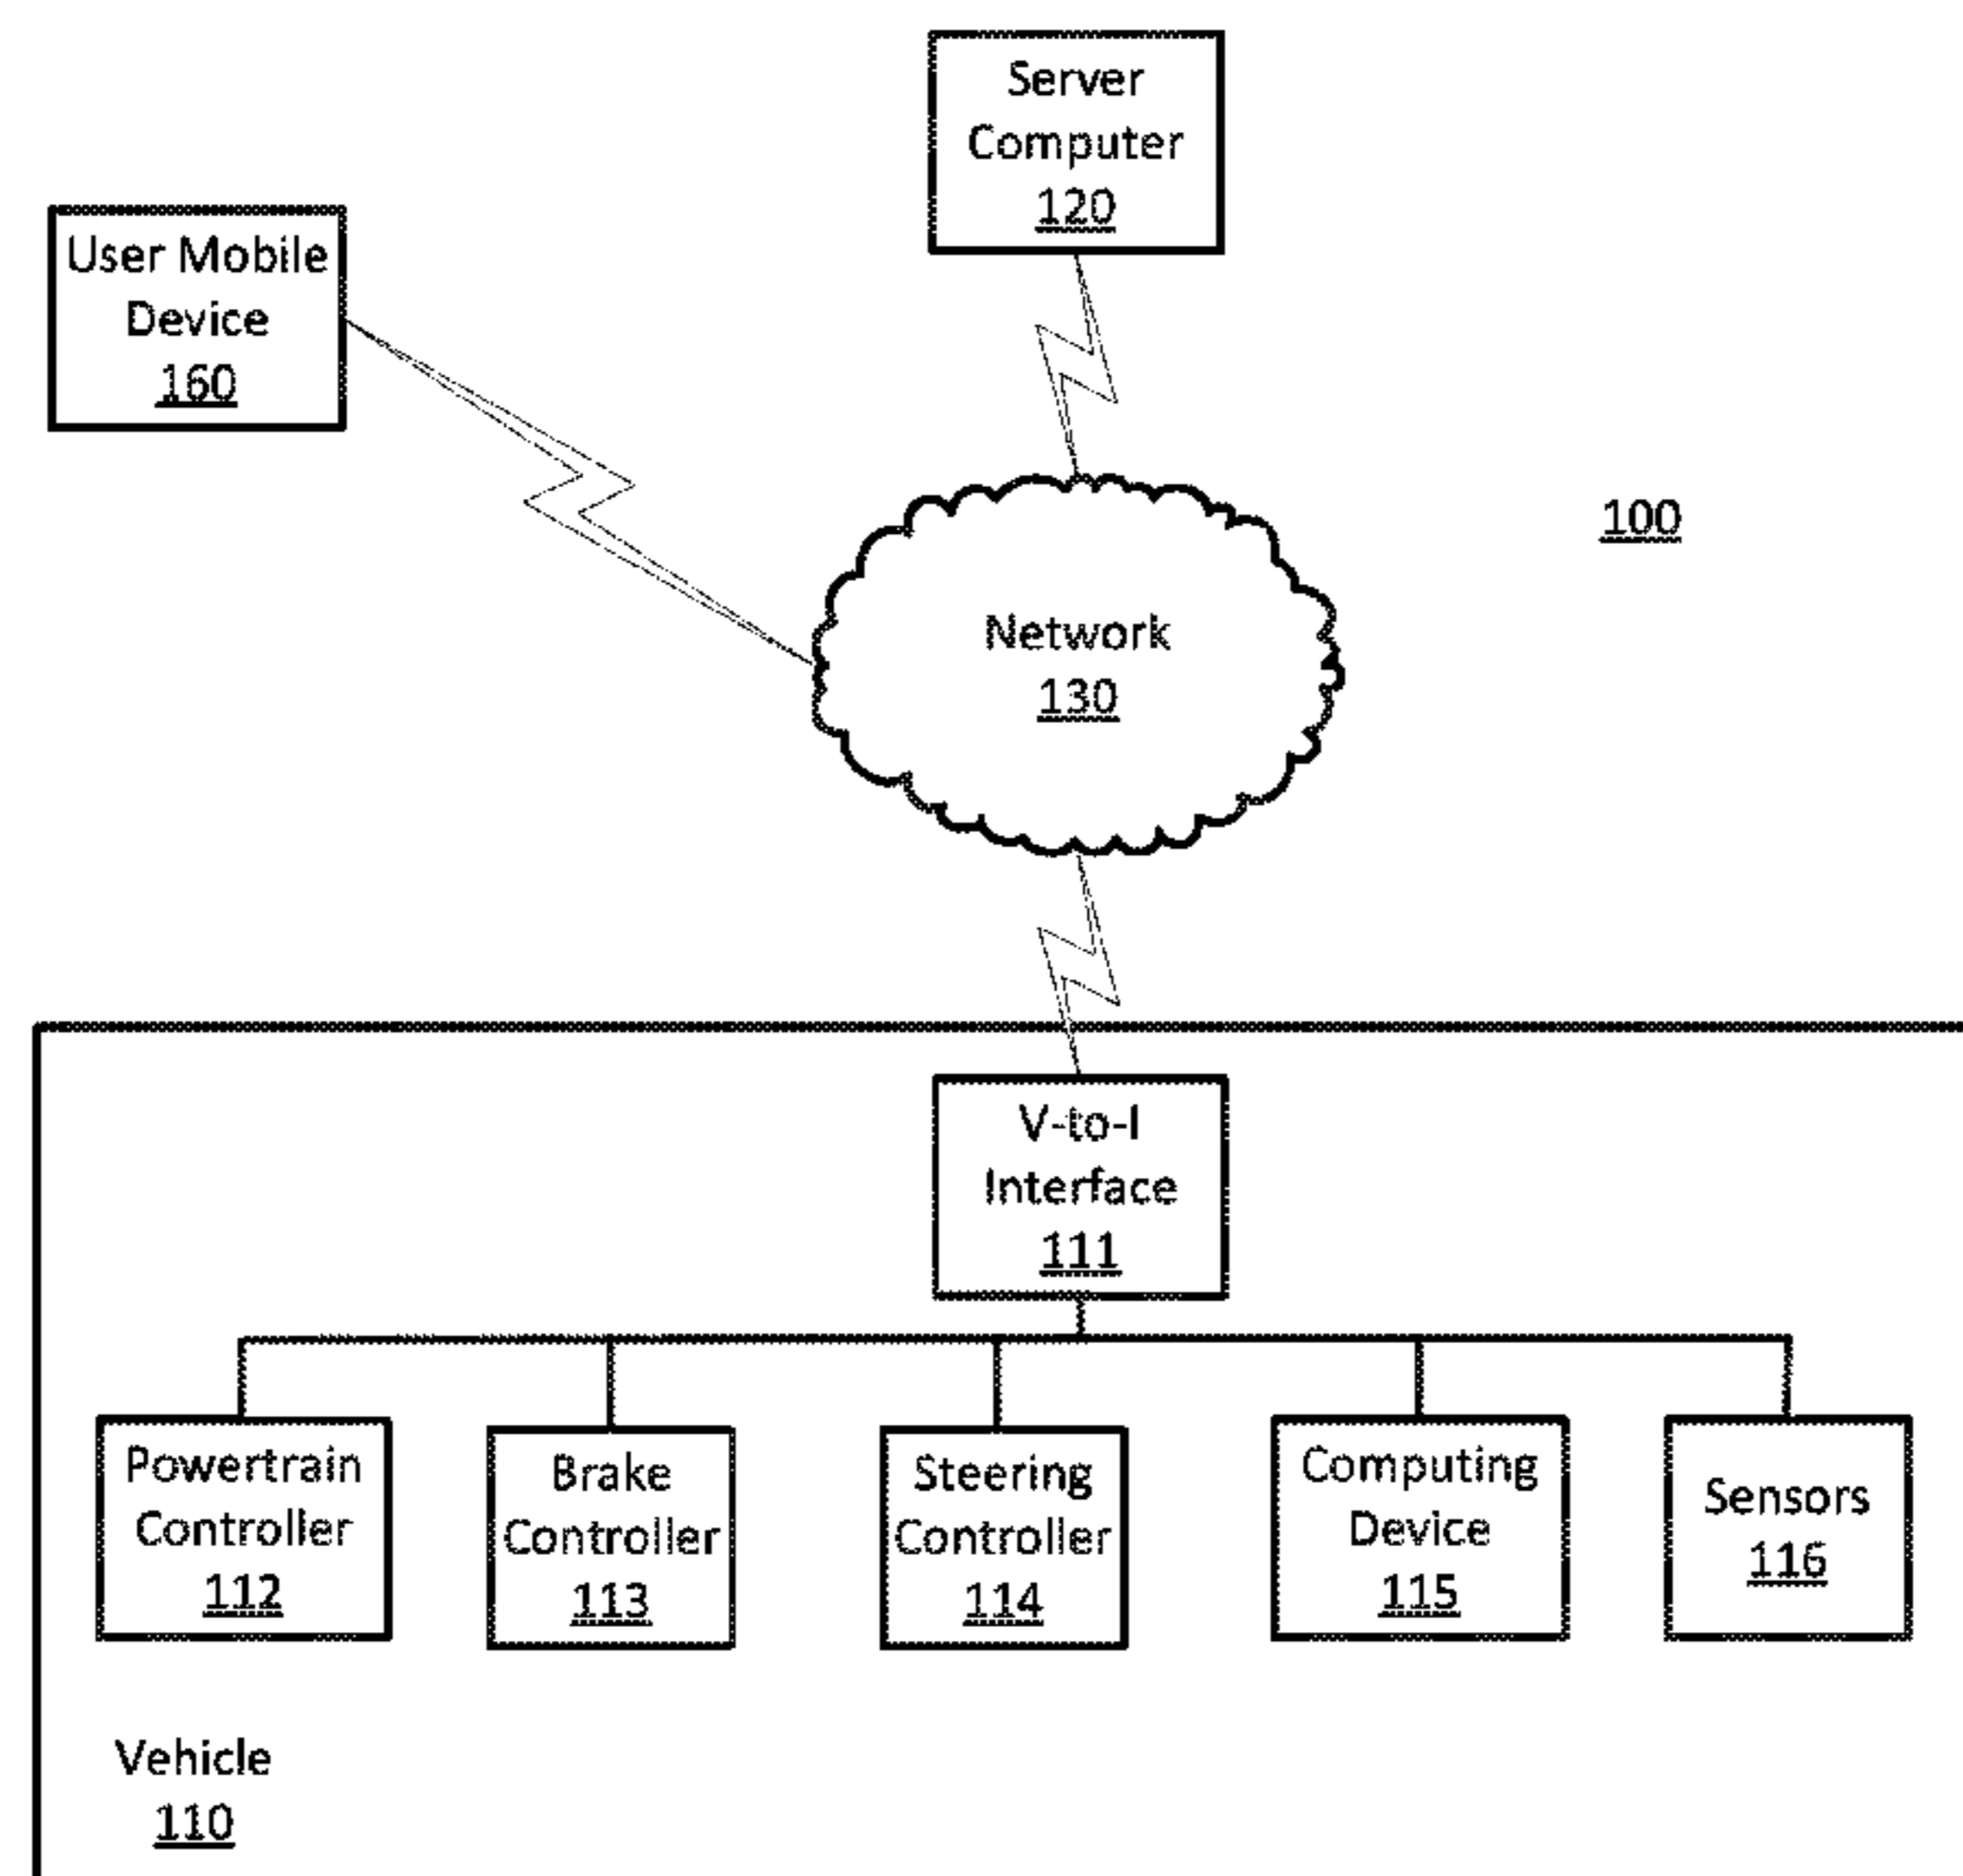 Server
Computer
120
User Mobile
Device
160
100
Network
130
V-to-I
Interface
111
Powertrain
Controller
112
Brake
Controller
113
Steering
Controller
114
Computing
Device
115
Sensors
116
Vehicle
110